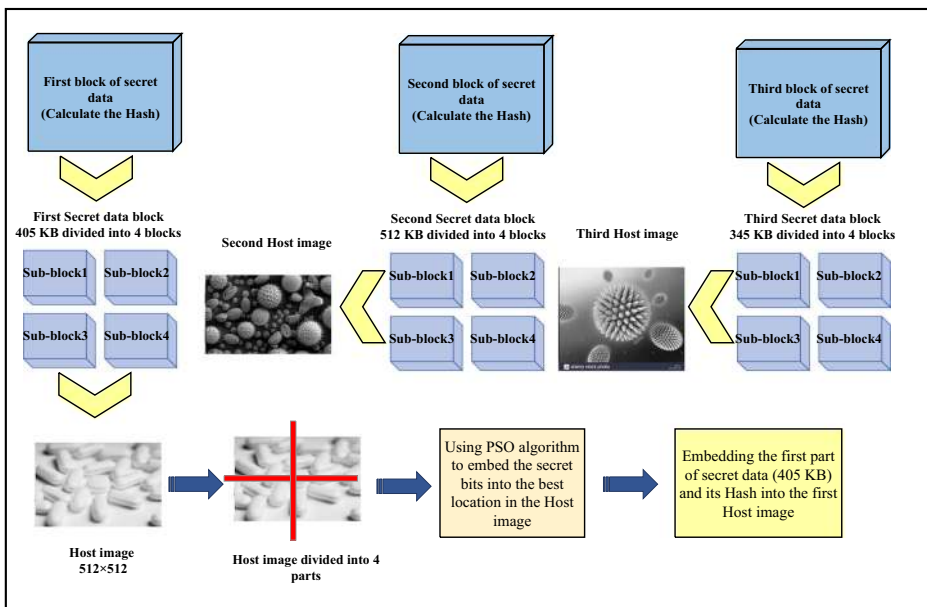 First block of secret
data
(Calculate the Hash)
Second block of secret
data
(Calculate the Hash)
Third block of secret
data
(Calculate the Hash)
First Secret data block
405 KB divided into 4 blocks
Second Secret data block
512 KB divided into 4 blocks
Third Secret data block
345 KB divided into 4 blocks
Second Host image
Third Host image
Sub-block1
Sub-block2
Sub-block3
Sub-block4
Sub-block1
Sub-block2
Sub-block3
Sub-block4
Sub-block1
Sub-block2
Sub-block3
Sub-block4
alamy stock photo
Host image
512×512
Host image divided into 4
parts
Using PSO algorithm
to embed the secret
bits into the best
location in the Host
image
Embedding the first part
of secret data (405 KB)
and its Hash into the first
Host image